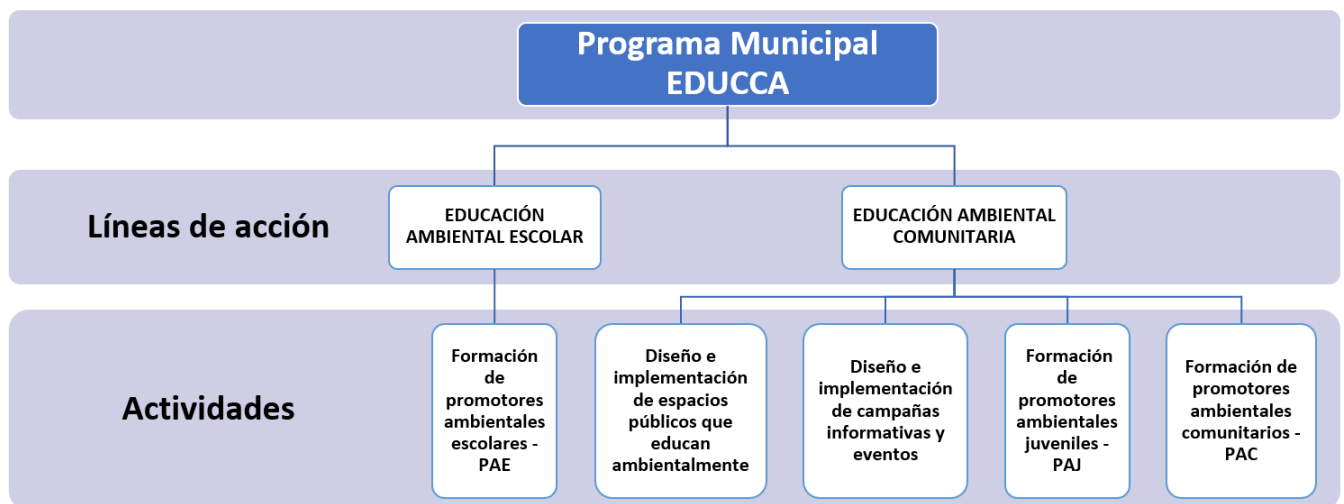 Programa Municipal
EDUCCA
Líneas de acción
EDUCACIÓN
AMBIENTAL ESCOLAR
EDUCACIÓN AMBIENTAL
COMUNITARIA
Actividades
Formación
de
promotores
ambientales
escolares -
PAE
Diseño e
implementación
de espacios
públicos que
educan
ambientalmente
Diseño e
implementación
de campañas
informativas y
eventos
Formación
de
promotores
ambientales
juveniles -
PAJ
Formación de
promotores
ambientales
comunitarios -
PAC